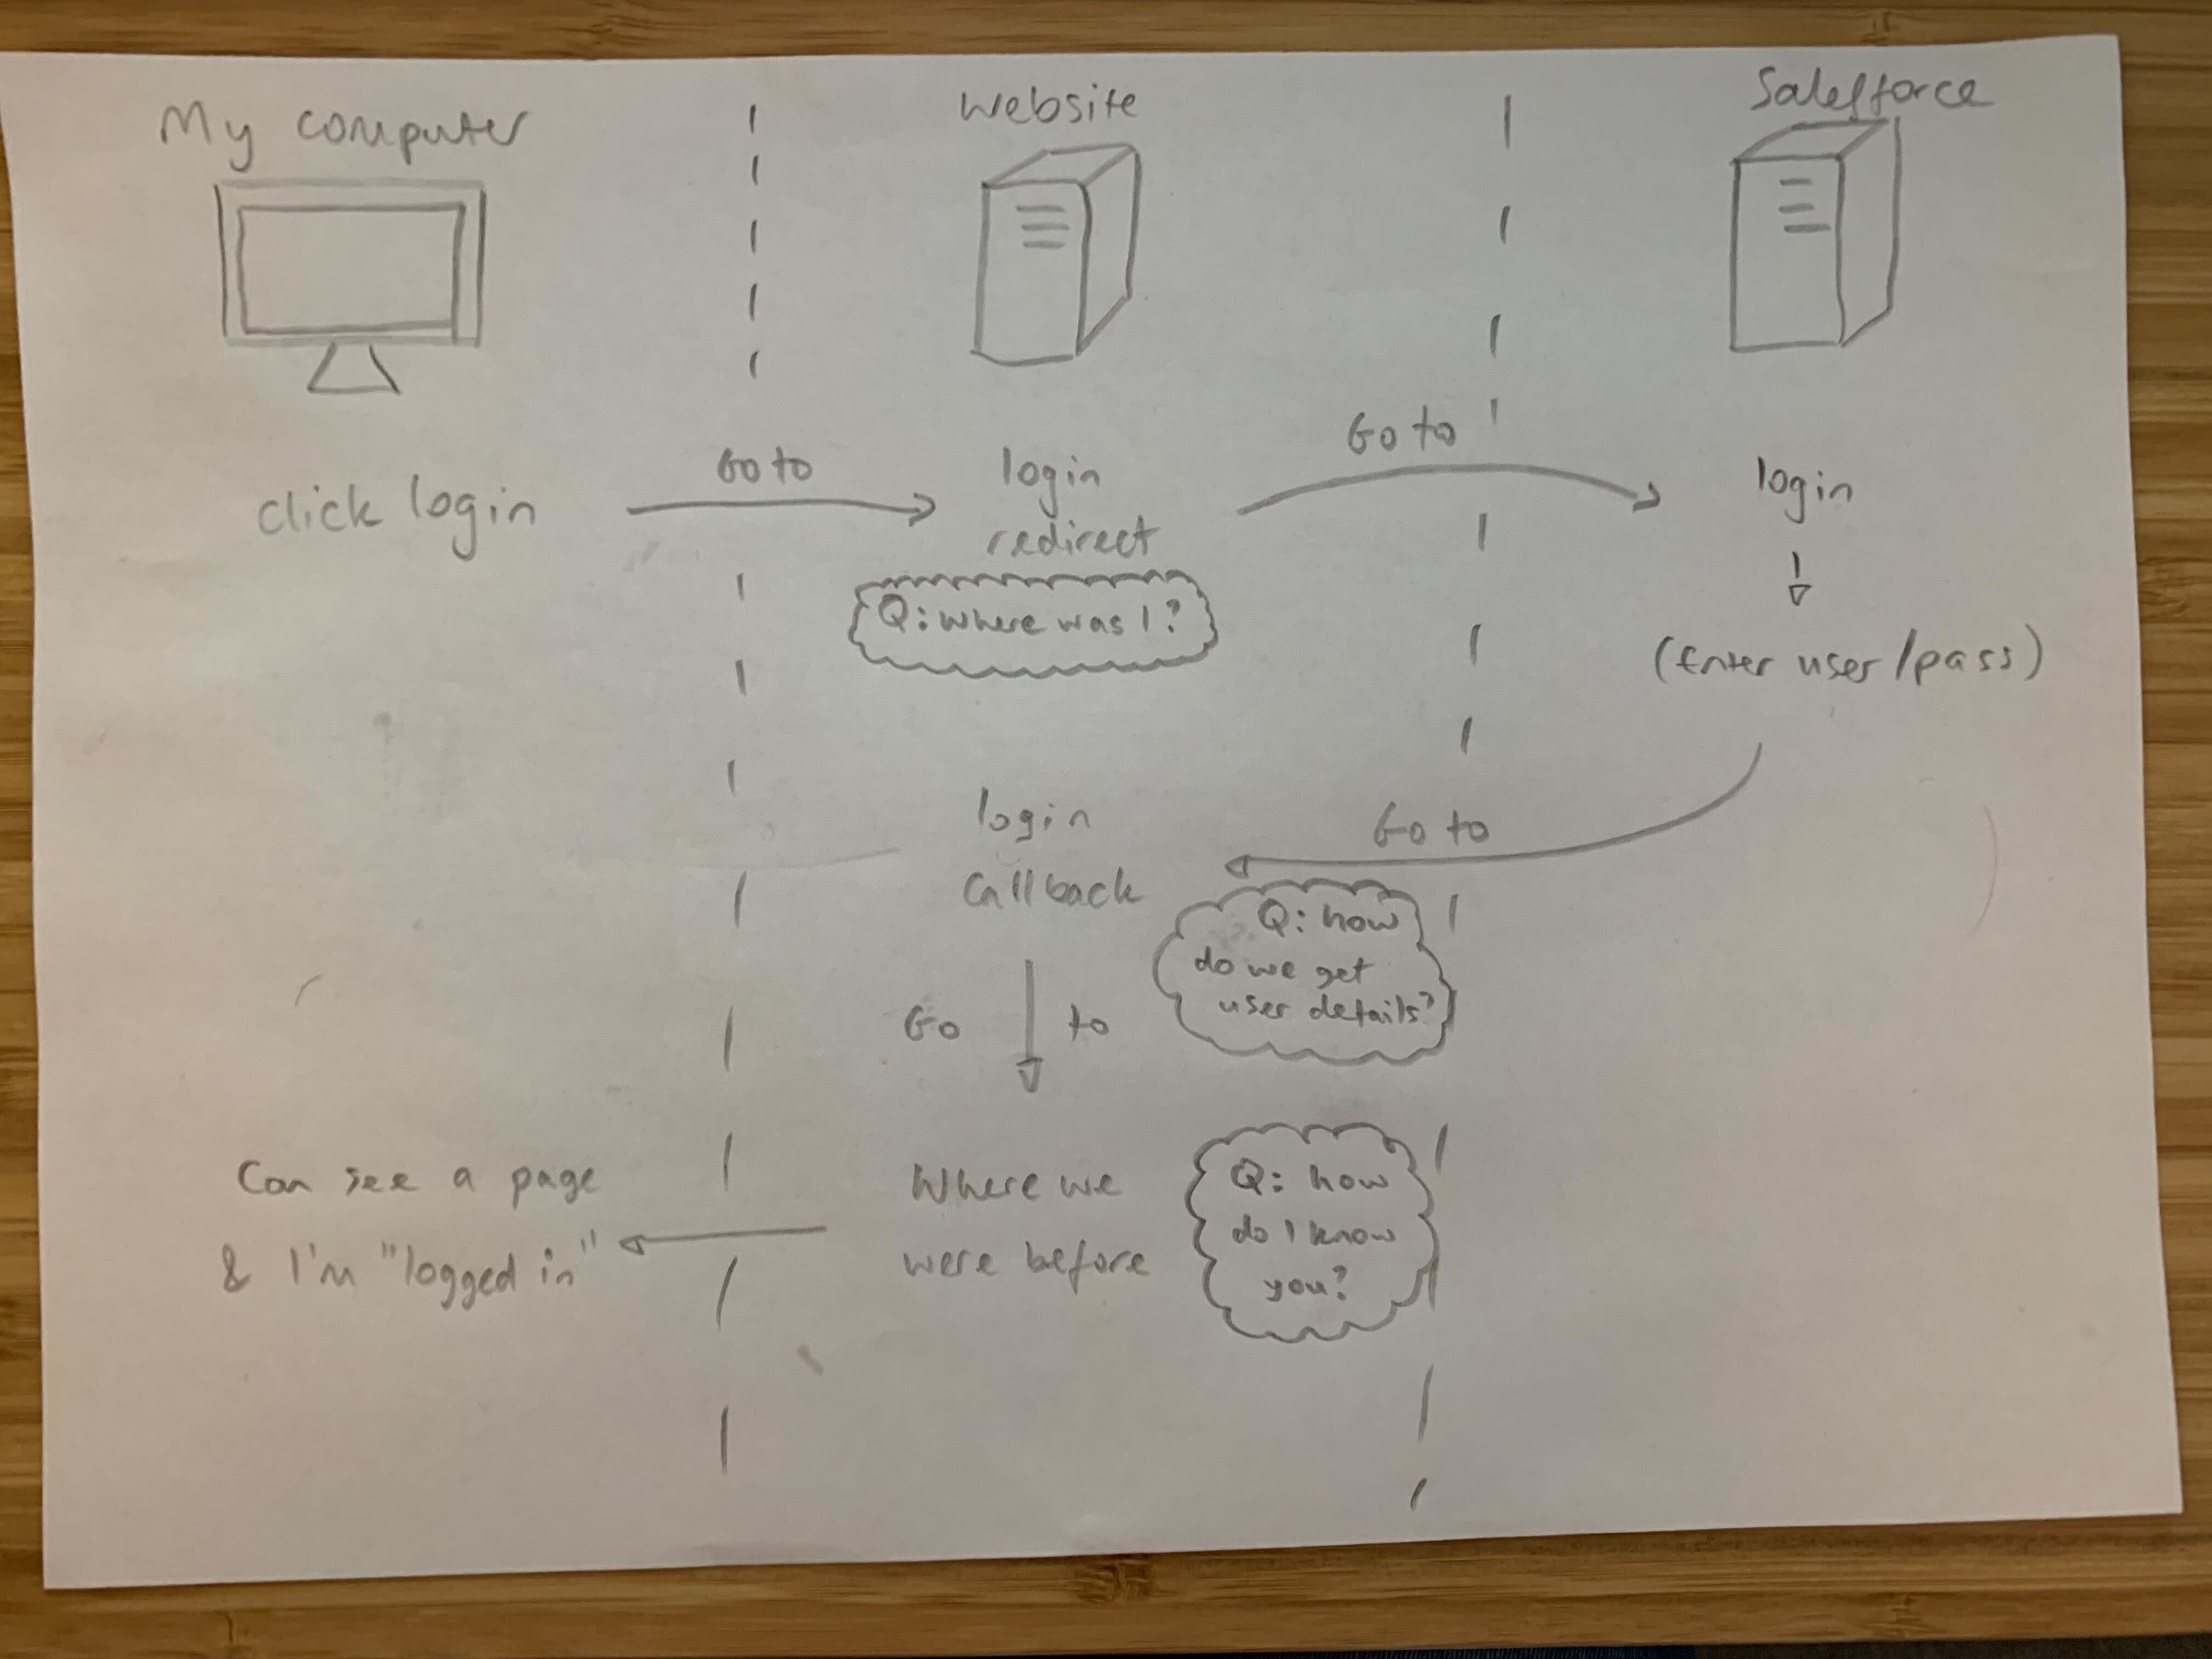 My computer
Website
Salesforce
click login
Go to
login
redirect
Q: Where was I?
Go to
login
(Enter user/pass)
Go to
login
Callback
Q: how
do we get
user details?
Go to
Where we
were before
Q: how
do I know
you?
Can see a page
& I'm "logged in"